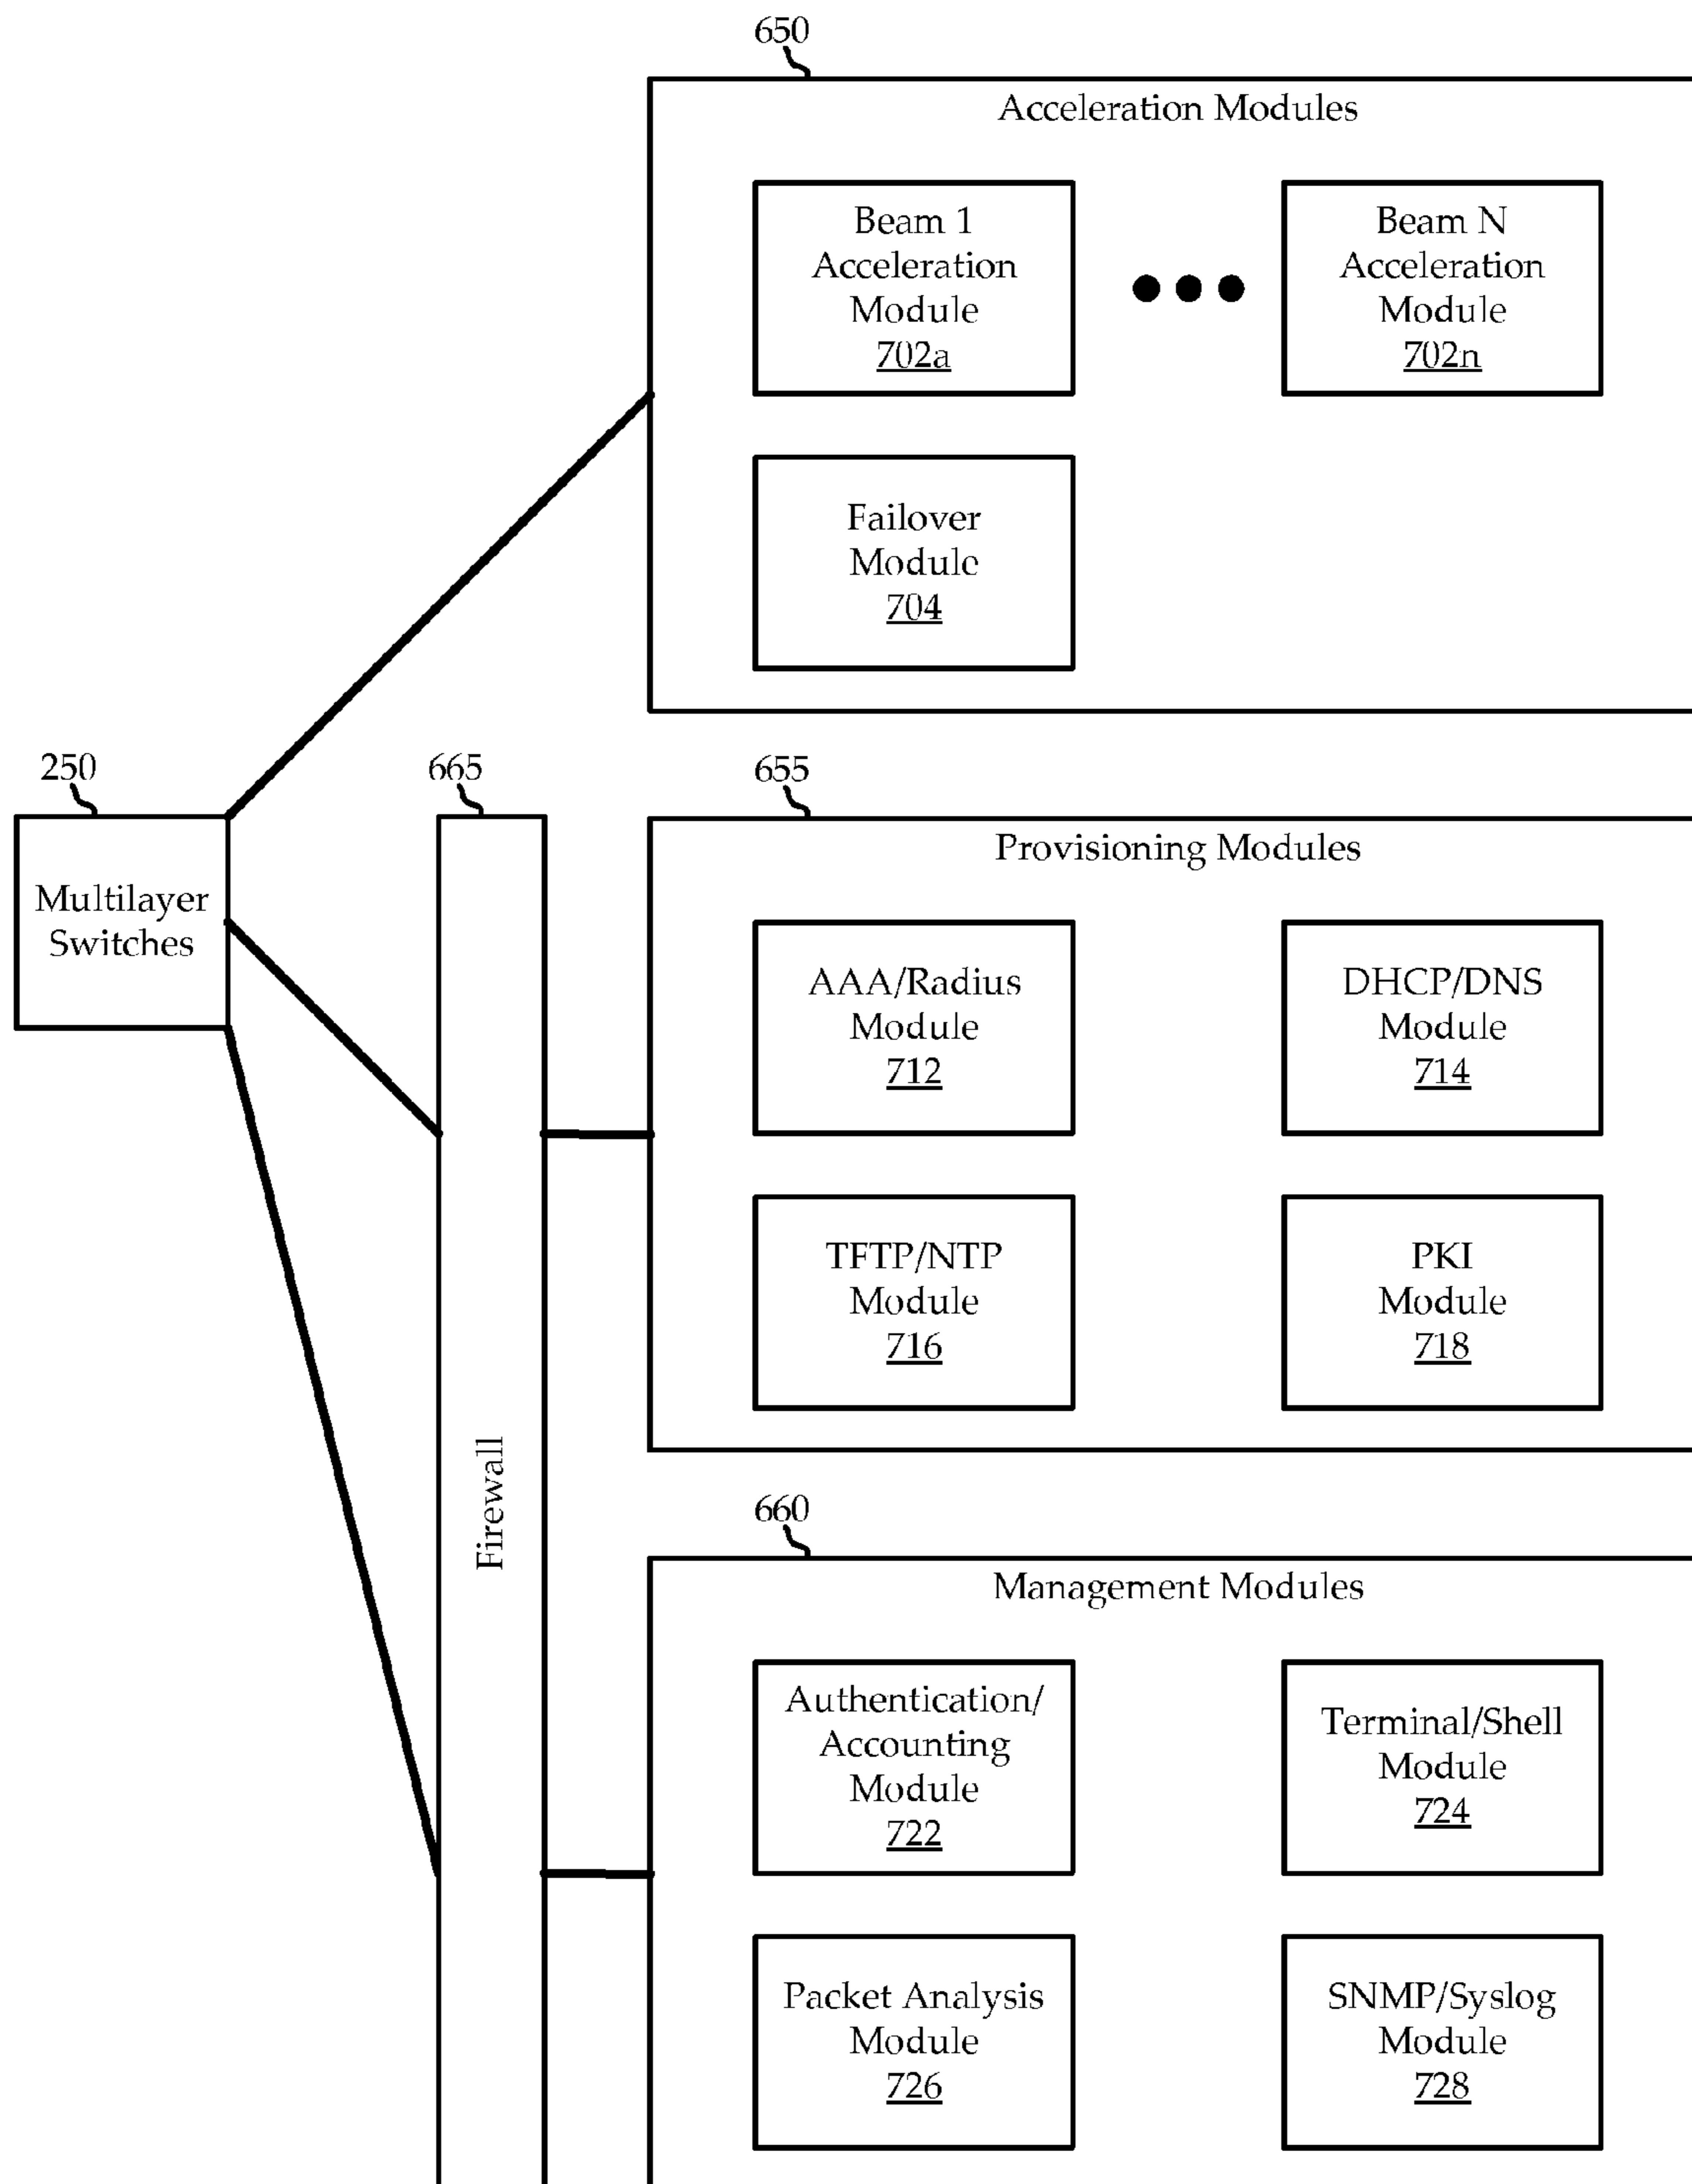 650
Acceleration Modules
Beam 1
Acceleration
Module
702a
Beam N
Acceleration
Module
702n
Failover
Module
704
250
Multilayer
Switches
665
Firewall
655
Provisioning Modules
AAA/Radius
Module
712
DHCP/DNS
Module
714
TFTP/NTP
Module
716
PKI
Module
718
660
Management Modules
Authentication/
Accounting
Module
722
Terminal/Shell
Module
724
Packet Analysis
Module
726
SNMP/Syslog
Module
728